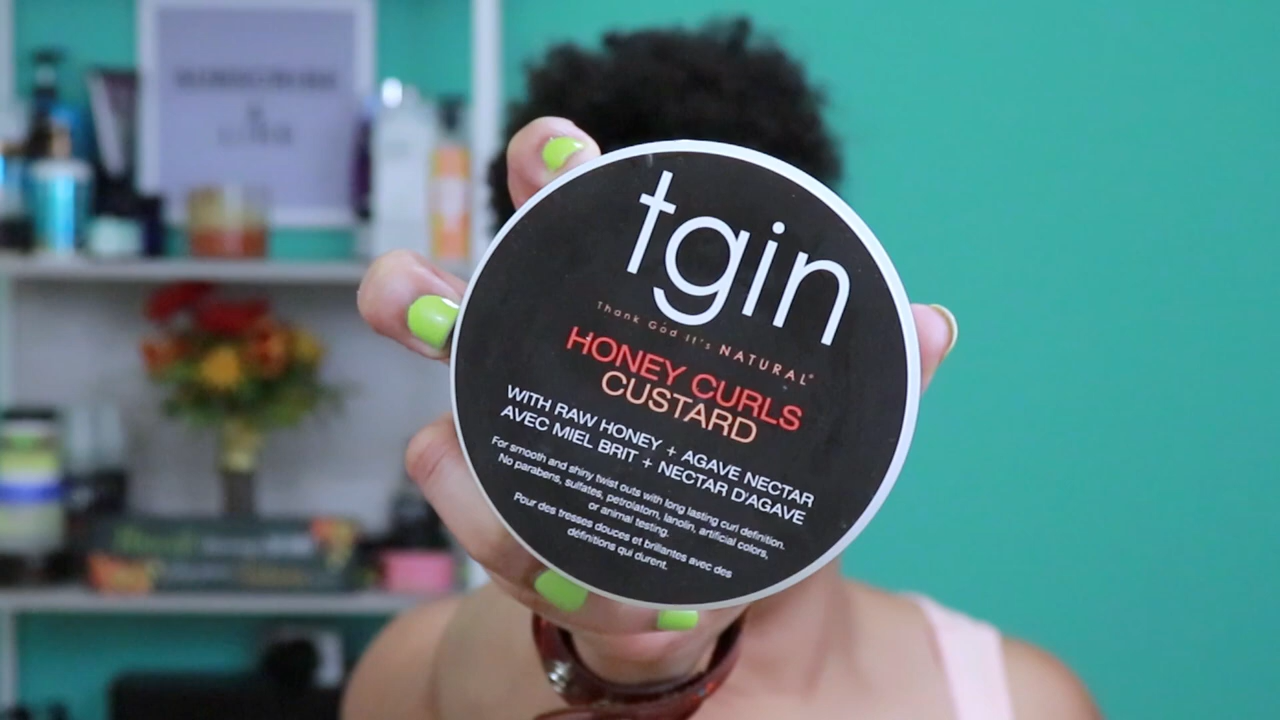 tgin
Thank God It's NATURAL®
HONEY CURLS
CUSTARD
WITH RAW HONEY + AGAVE NECTAR
AVEC MIEL BRIT + NECTAR D'AGAVE
For smooth and shiny twist outs with long lasting curl definition.
No parabens, sulfates, petrolatom, lanolin, artificial colors,
or animal testing.
Pour des tresses douces et brillantes avec des
définitions qui durent.